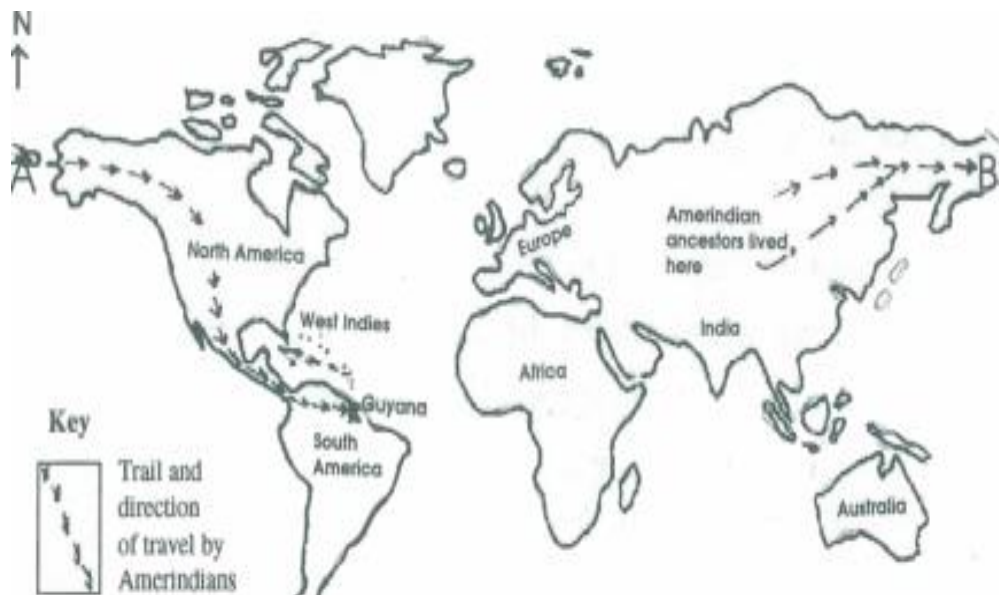 N
A
B
Amerindian
ancestors lived
here
North America
Europe
West Indies
India
Africa
Guyana
South
America
Australia
Key
Trail and
direction
of travel by
Amerindians